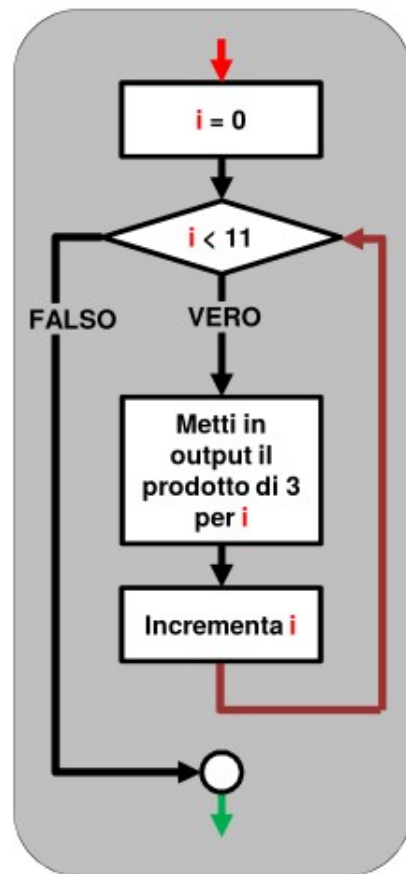 i = 0
i < 11
FALSO
VERO
Metti in
output il
prodotto di 3
per i
Incrementa i